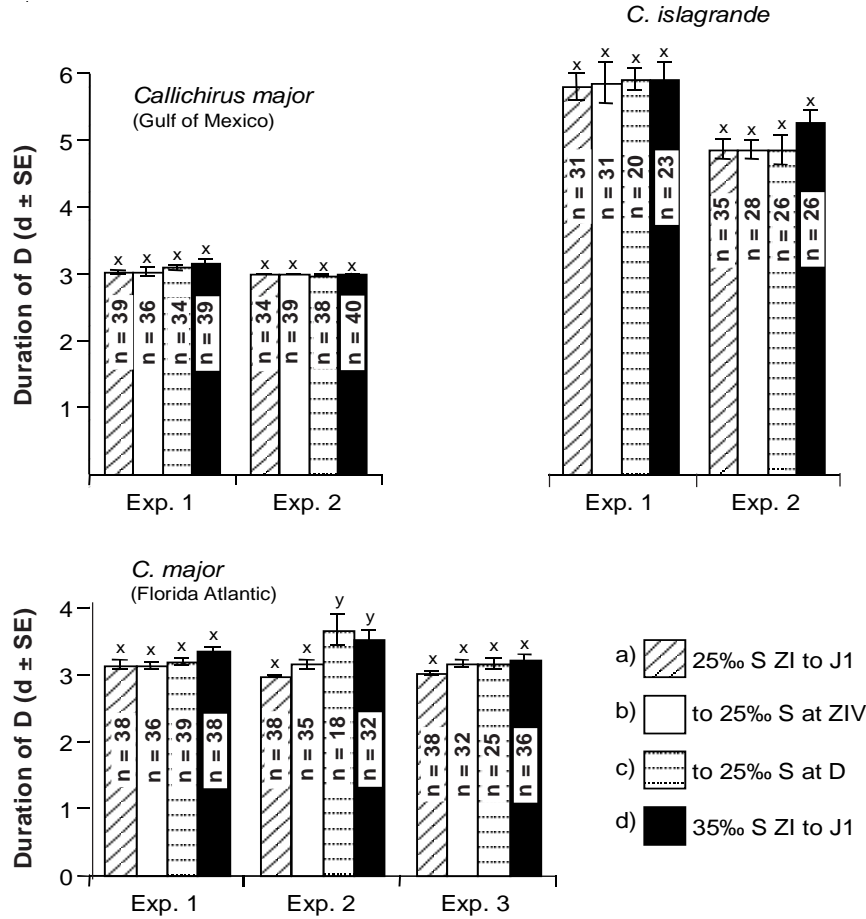 C. islagrande
Callichirus major
(Gulf of Mexico)
Duration of D (d ± SE)
6
5
4
3
2
1
x x x x
x x x x
x x x x
x x x x
n = 39 n = 36 n = 34 n = 39
n = 34 n = 39 n = 38 n = 40
n = 31 n = 31 n = 20 n = 23
n = 35 n = 28 n = 26 n = 26
Exp. 1 Exp. 2
Exp. 1 Exp. 2
C. major
(Florida Atlantic)
Duration of D (d ± SE)
4
3
2
1
0
x x x x
x x y y
x x x x
n = 38 n = 36 n = 39 n = 38
n = 38 n = 35 n = 18 n = 32
n = 38 n = 32 n = 25 n = 36
Exp. 1 Exp. 2 Exp. 3
a) 25‰ S ZI to J1
b) to 25‰ S at ZIV
c) to 25‰ S at D
d) 35‰ S ZI to J1